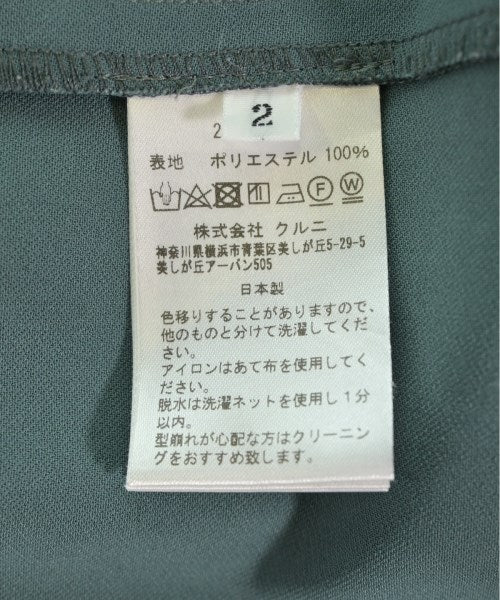 2
2
表地 ポリエステル 100%
F W
株式会社 クルニ
神奈川県横浜市青葉区美しが丘5-29-5
美しが丘アーバン505
日本製
色移りすることがありますので、
他のものと分けて洗濯してくだ
さい。
アイロンはあて布を使用してく
ださい。
脱水は洗濯ネットを使用し1分
以内。
型崩れが心配な方はクリーニン
グをおすすめ致します。